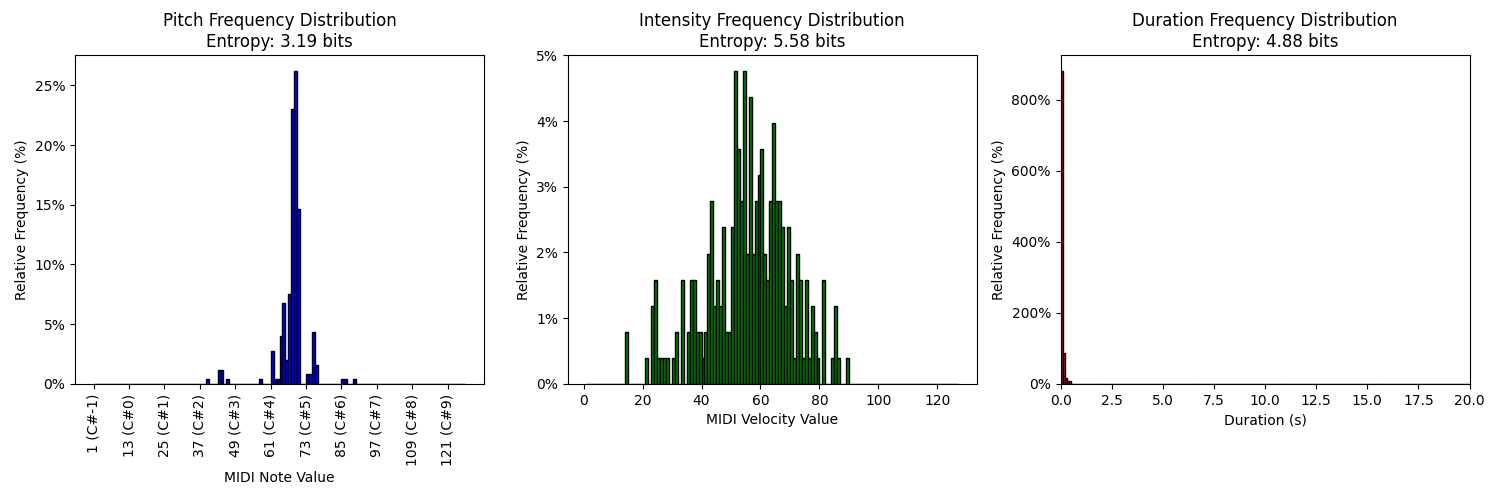 Pitch Frequency Distribution
Entropy: 3.19 bits
Relative Frequency (%)
25%
20%
15%
10%
5%
0%
1 (C#-1)
13 (C#0)
25 (C#1)
37 (C#2)
49 (C#3)
61 (C#4)
73 (C#5)
85 (C#6)
97 (C#7)
109 (C#8)
121 (C#9)
MIDI Note Value
Intensity Frequency Distribution
Entropy: 5.58 bits
Relative Frequency (%)
5%
4%
3%
2%
1%
0%
0 20 40 60 80 100 120
MIDI Velocity Value
Duration Frequency Distribution
Entropy: 4.88 bits
Relative Frequency (%)
800%
600%
400%
200%
0%
0.0 2.5 5.0 7.5 10.0 12.5 15.0 17.5 20.0
Duration (s)